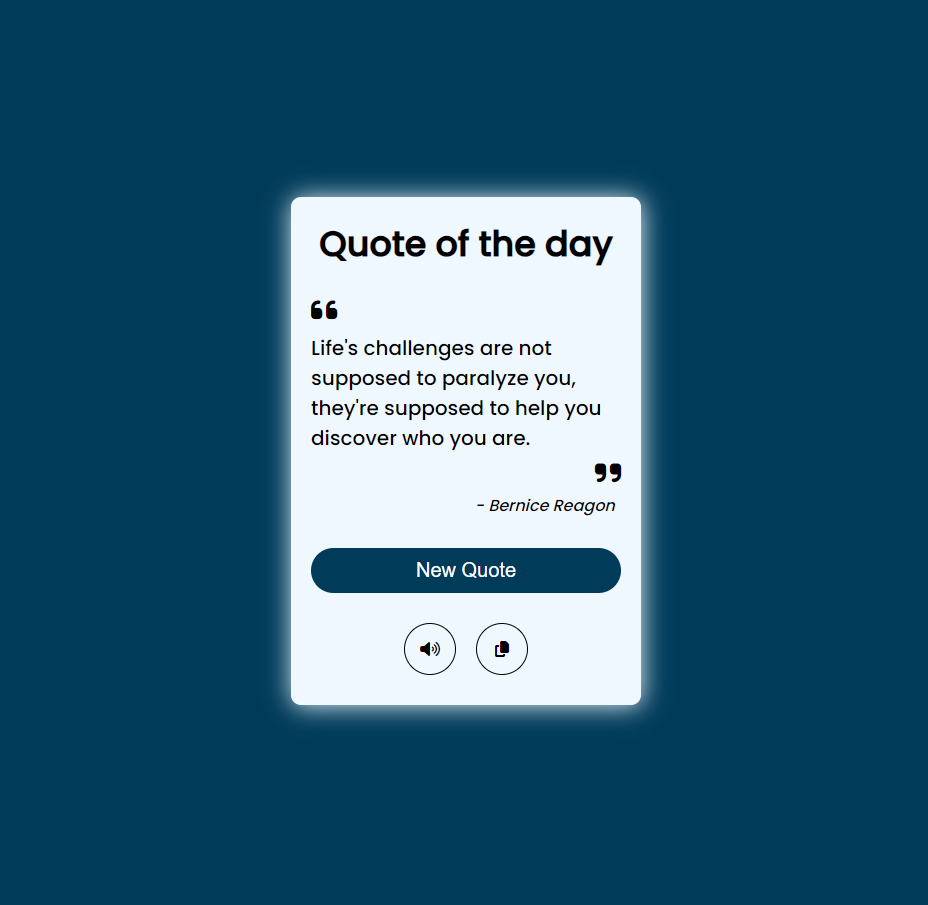 Quote of the day
❝
Life's challenges are not
supposed to paralyze you,
they're supposed to help you
discover who you are.
❞
- Bernice Reagon
New Quote